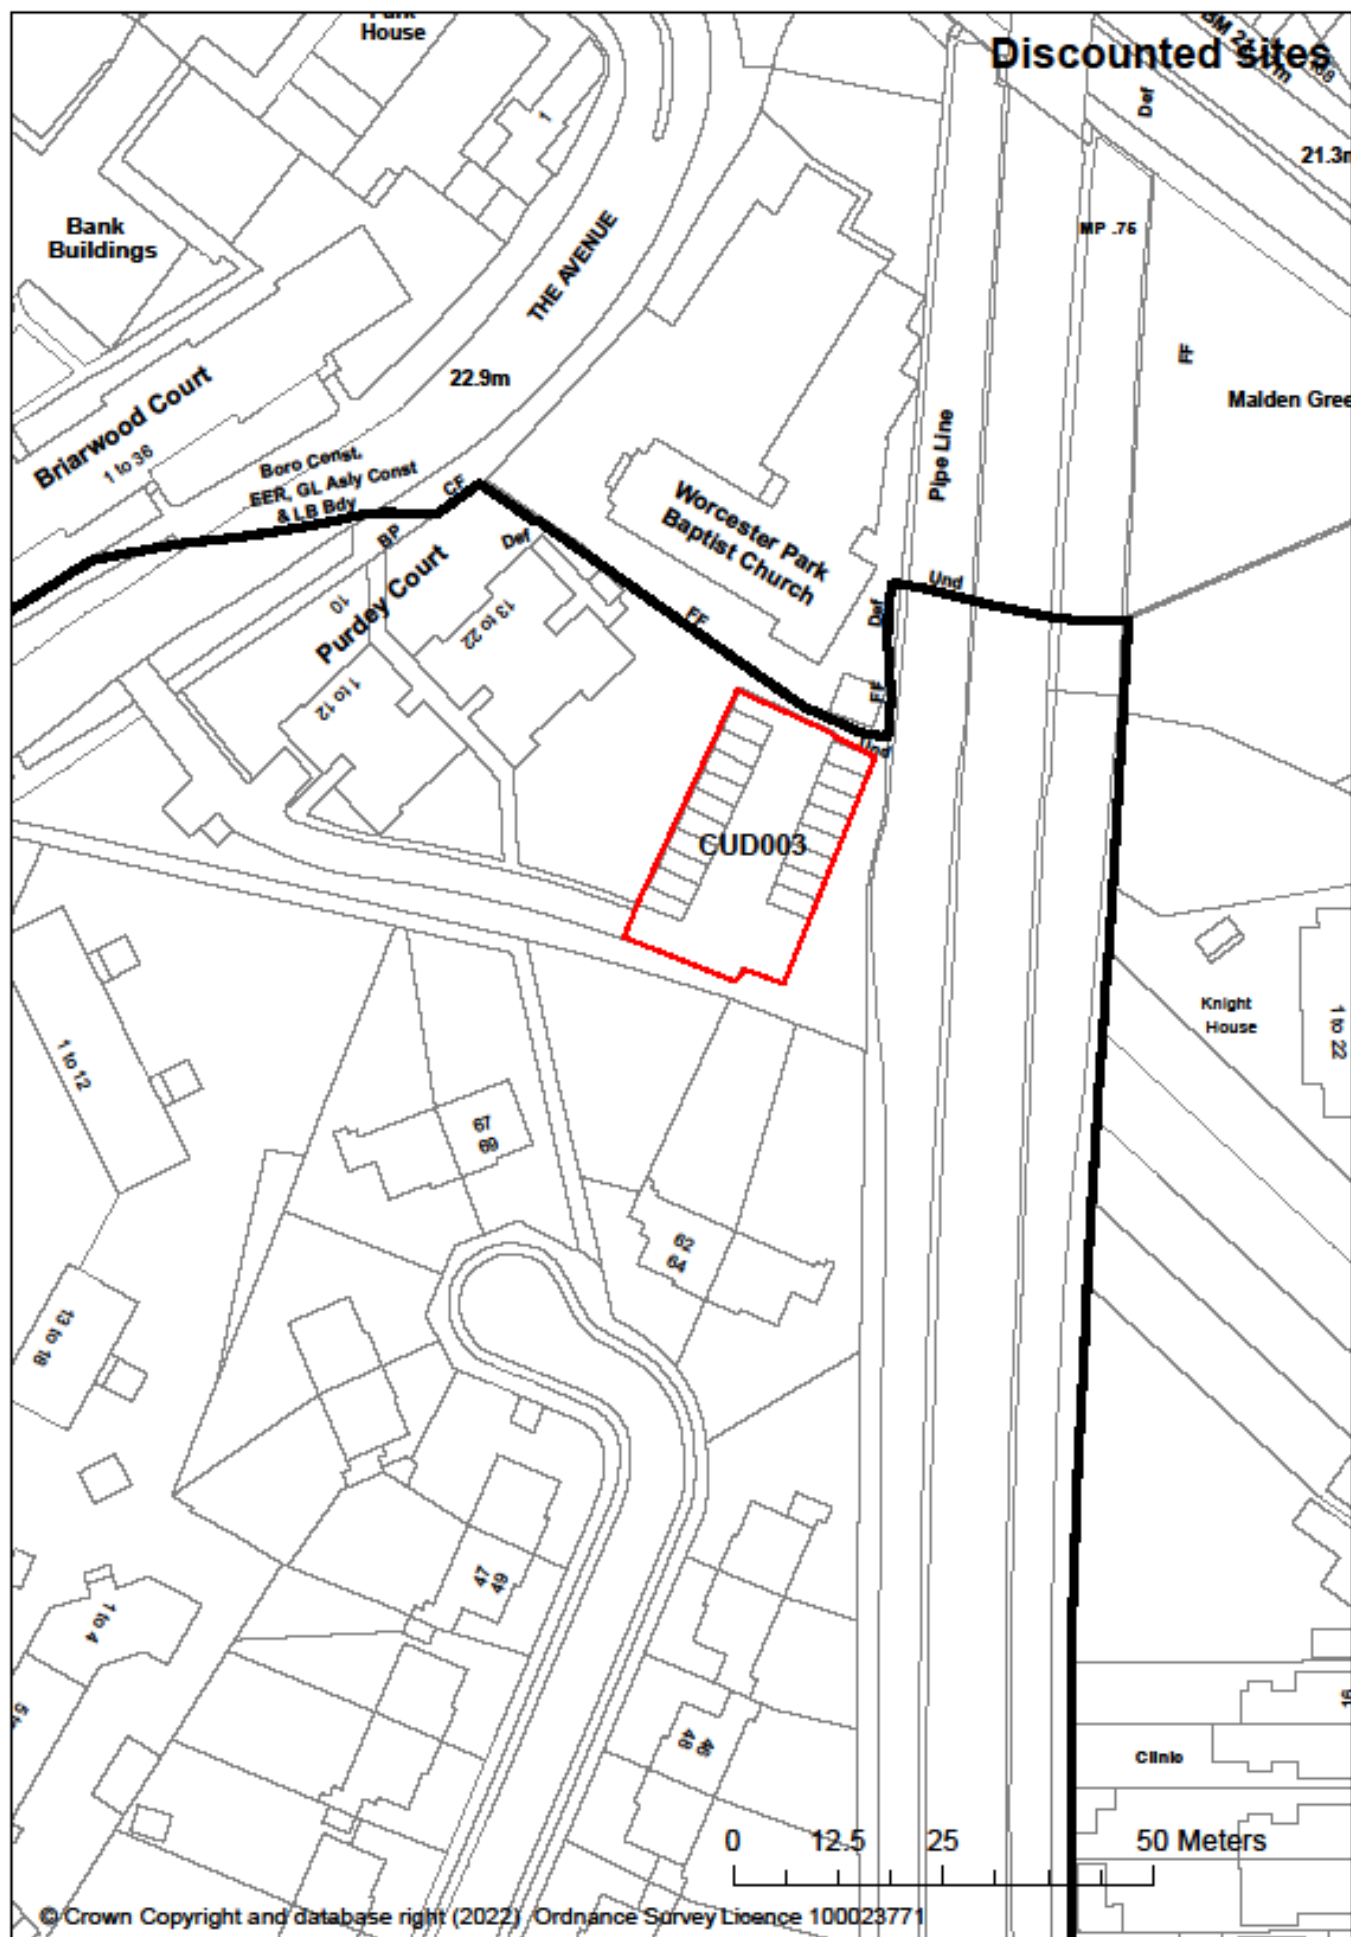 House
Discounted sites
Def
21.3m
1
Bank
Buildings
THE AVENUE
MP .75
FF
22.9m
Malden Gree
Briarwood Court
1 to 36
Pipe Line
Boro Const.
EER, GL Asly Const
& LB Bdy
CF
BP
Def
Worcester Park
Baptist Church
Und
Def
10
Purdey Court
13 to 22
FF
1 to 12
FF
Und
CUD003
Knight
House
1 to 22
1 to 12
67
69
62
64
13 to 18
47
49
1 to 4
46
48
16
Clinic
0 12.5 25 50 Meters
© Crown Copyright and database right (2022) Ordnance Survey Licence 100023771